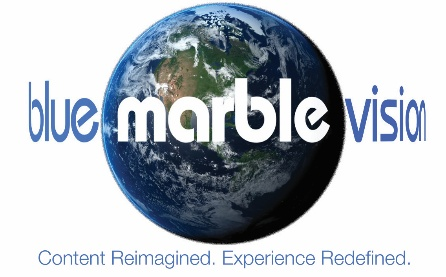 blue marble vision
Content Reimagined. Experience Redefined.